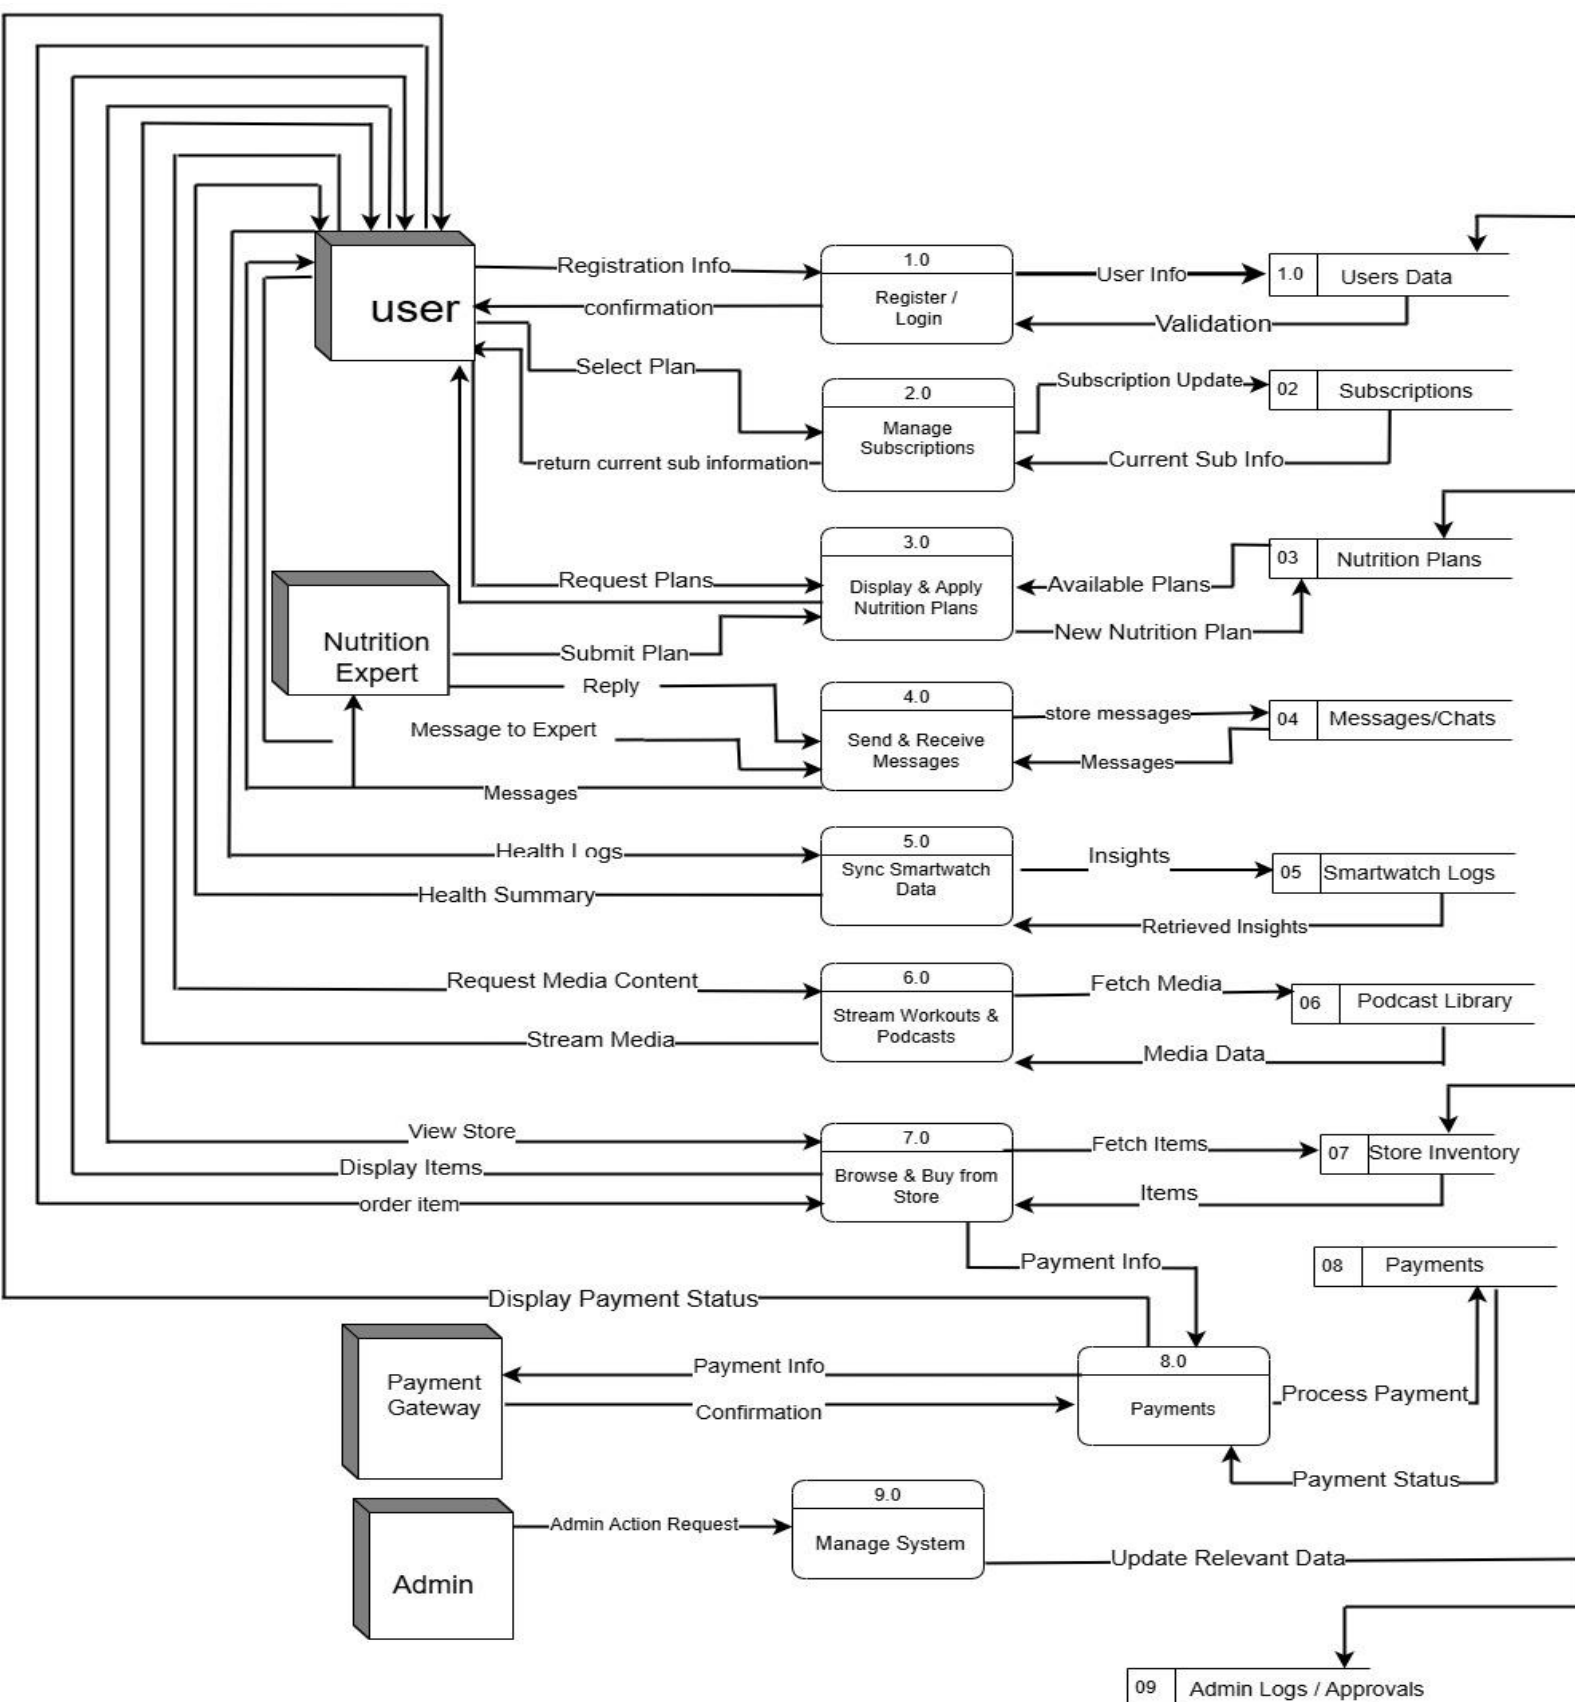 user
Registration Info
confirmation
1.0
Register /
Login
User Info
Validation
1.0
Users Data
Select Plan
return current sub information
2.0
Manage
Subscriptions
Subscription Update
Current Sub Info
02
Subscriptions
Nutrition
Expert
Request Plans
Submit Plan
3.0
Display & Apply
Nutrition Plans
Available Plans
New Nutrition Plan
03
Nutrition Plans
Reply
Message to Expert
Messages
4.0
Send & Receive
Messages
store messages
Messages
04
Messages/Chats
Health Logs
Health Summary
5.0
Sync Smartwatch
Data
Insights
Retrieved Insights
05
Smartwatch Logs
Request Media Content
Stream Media
6.0
Stream Workouts &
Podcasts
Fetch Media
Media Data
06
Podcast Library
View Store
Display Items
order item
7.0
Browse & Buy from
Store
Fetch Items
Items
07
Store Inventory
Payment Info
08
Payments
Display Payment Status
Payment
Gateway
Payment Info
Confirmation
8.0
Payments
Process Payment
Payment Status
Admin
Admin Action Request
9.0
Manage System
Update Relevant Data
09
Admin Logs / Approvals